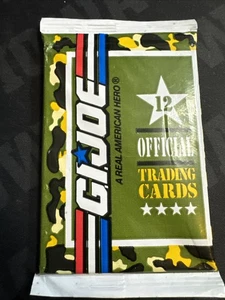 G.I. JOE
A REAL AMERICAN HERO®
12
OFFICIAL
TRADING
CARDS